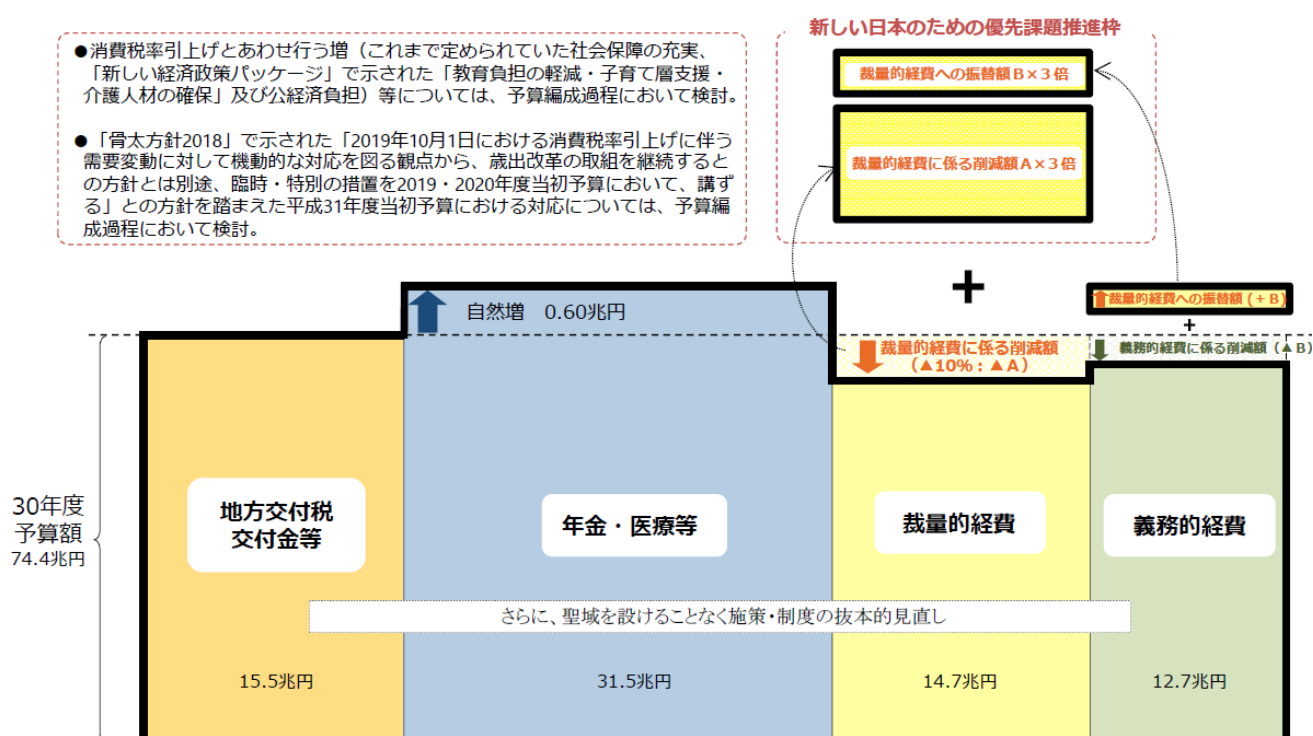 新しい日本のための優先課題推進枠
●消費税率引上げとあわせ行う増（これまで定められていた社会保障の充実、
「新しい経済政策パッケージ」で示された「教育負担の軽減・子育て層支援・
介護人材の確保」及び公経済負担）等については、予算編成過程において検討。
●「骨太方針2018」で示された「2019年10月1日における消費税率引上げに伴う
需要変動に対して機動的な対応を図る観点から、歳出改革の取組を継続すると
の方針とは別途、臨時・特別の措置を2019・2020年度当初予算において、講ず
る」との方針を踏まえた平成31年度当初予算における対応については、予算編
成過程において検討。
裁量的経費への振替額B×3倍
裁量的経費に係る削減額A×3倍
+
自然増 0.60兆円
裁量的経費への振替額（+B）
+
裁量的経費に係る削減額
（▲10%：▲A）
義務的経費に係る削減額（▲B）
30年度
予算額
74.4兆円
地方交付税
交付金等
年金・医療等
裁量的経費
義務的経費
さらに、聖域を設けることなく施策・制度の抜本的見直し
15.5兆円
31.5兆円
14.7兆円
12.7兆円